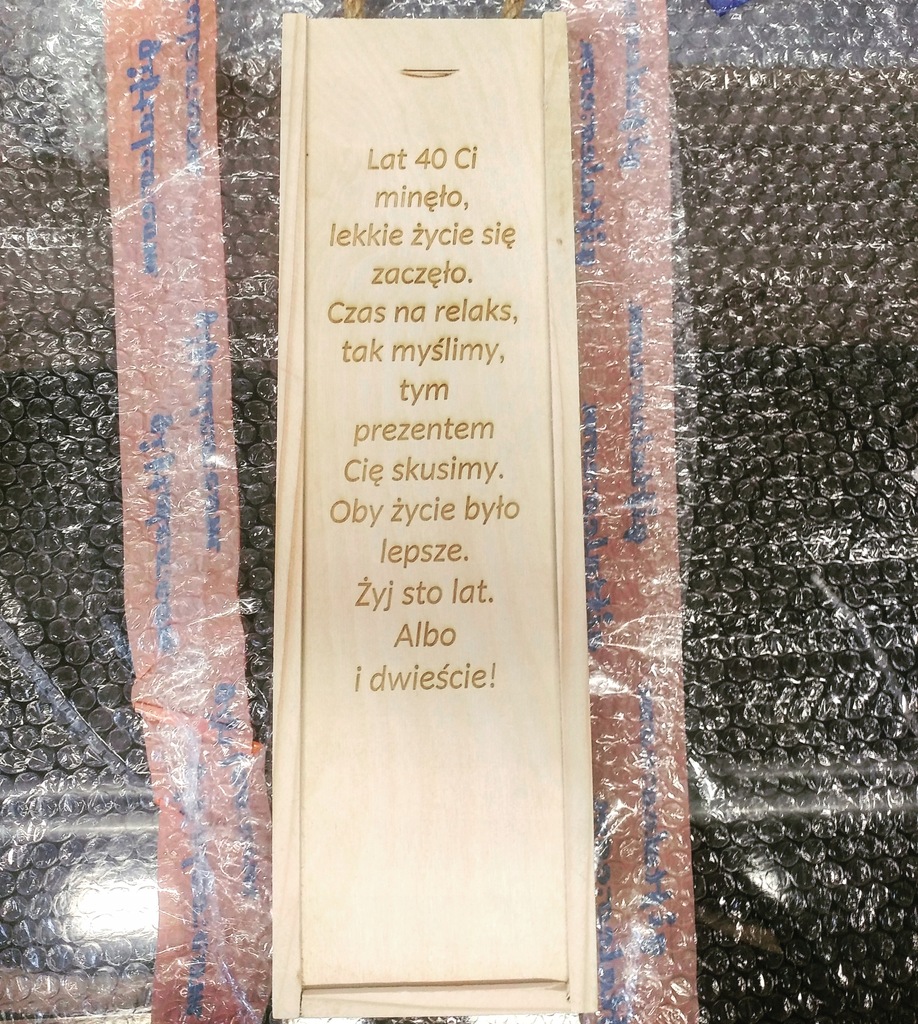 Lat 40 Ci
minęło,
lekkie życie się
zaczęło.
Czas na relaks,
tak myślimy,
tym
prezentem
Cię skusimy.
Oby życie było
lepsze.
Żyj sto lat.
Albo
i dwieście!